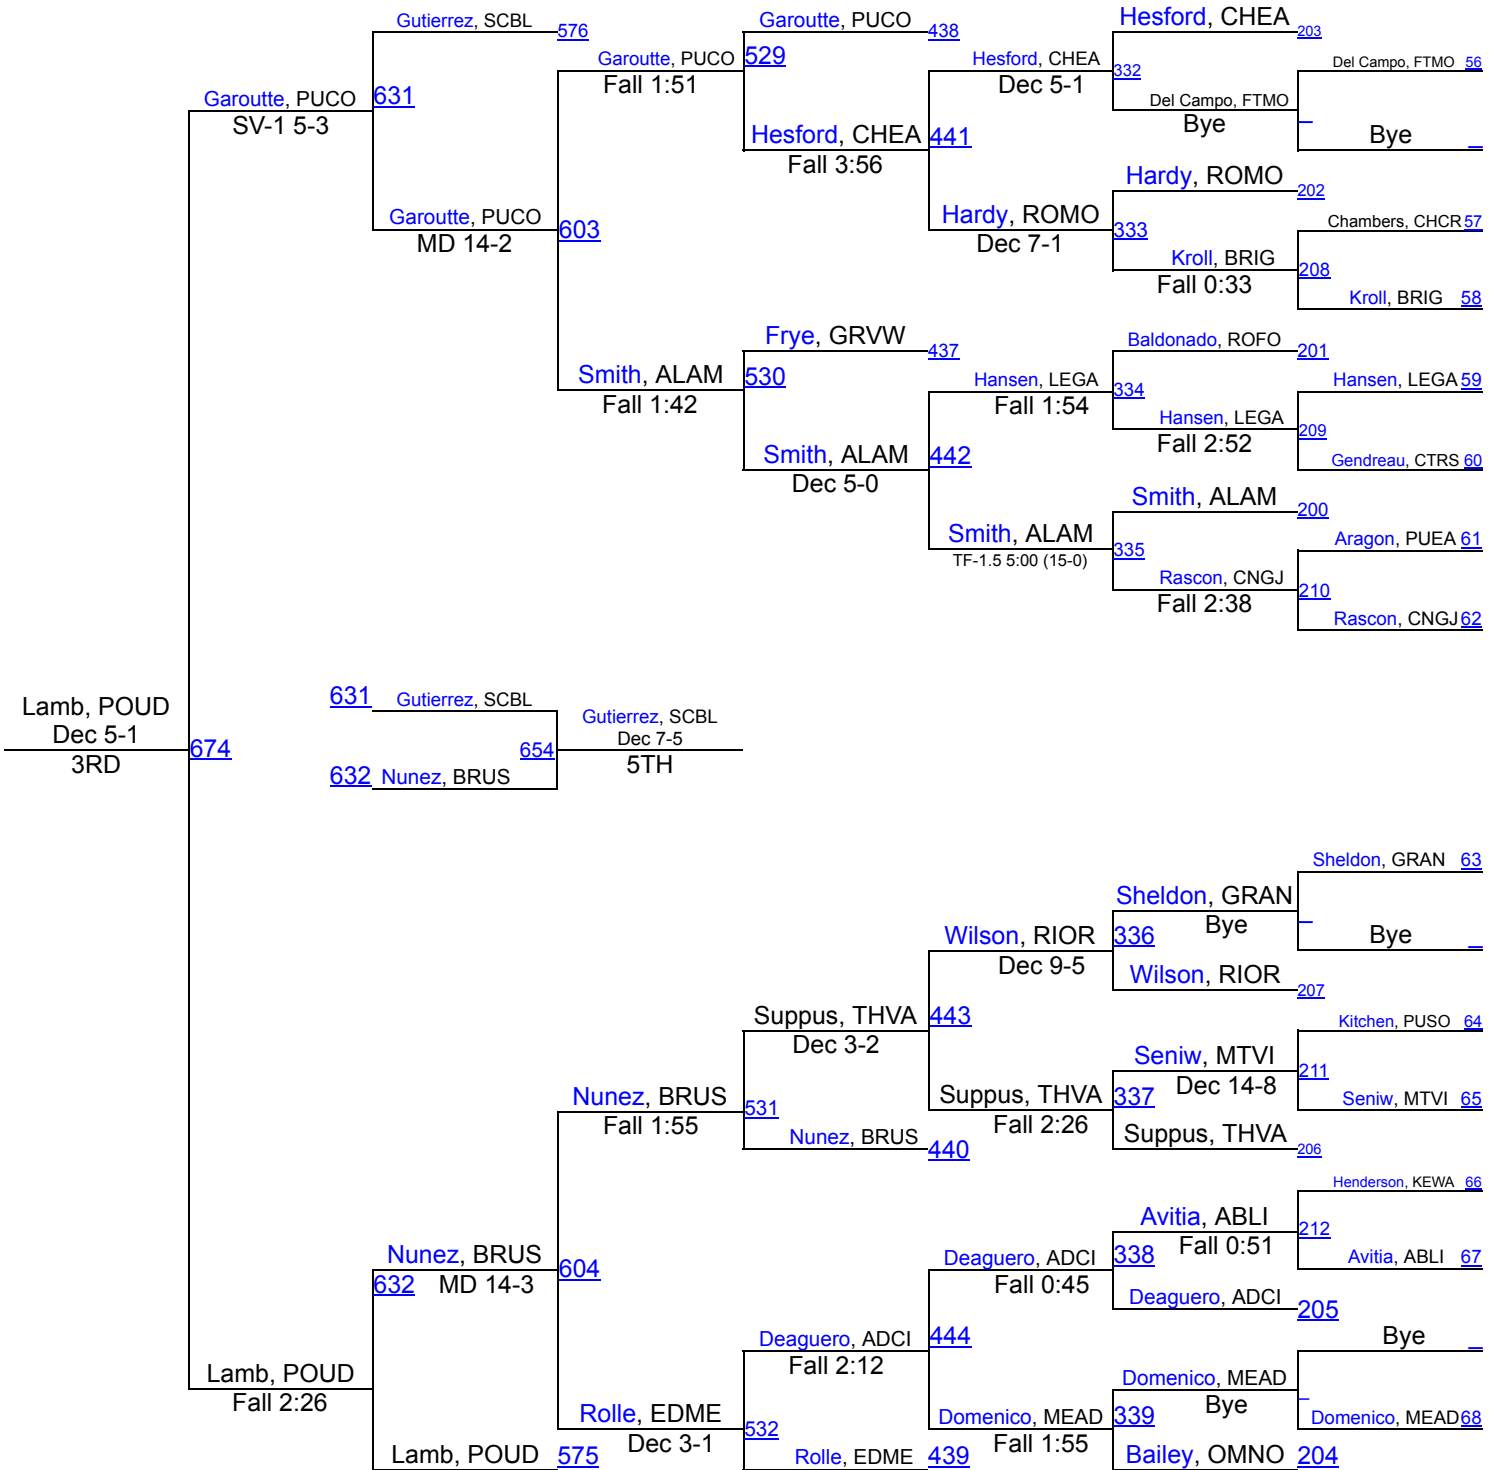 Gutierrez, SCBL 576
Garoutte, PUCO 438
Hesford, CHEA 203
Garoutte, PUCO 529
Fall 1:51
Hesford, CHEA 332
Dec 5-1
Del Campo, FTMO 56
Garoutte, PUCO 631
SV-1 5-3
Del Campo, FTMO _
Bye
Bye _
Hesford, CHEA 441
Fall 3:56
Hardy, ROMO 202
Garoutte, PUCO 603
MD 14-2
Hardy, ROMO 333
Dec 7-1
Chambers, CHCR 57
Kroll, BRIG 208
Fall 0:33
Kroll, BRIG 58
Frye, GRVW 437
Baldonado, ROFO 201
Smith, ALAM 530
Fall 1:42
Hansen, LEGA 334
Fall 1:54
Hansen, LEGA 59
Hansen, LEGA 209
Fall 2:52
Smith, ALAM 442
Dec 5-0
Gendreau, CTRS 60
Smith, ALAM 200
Smith, ALAM 335
TF-1.5 5:00 (15-0)
Aragon, PUEA 61
Rascon, CNGJ 210
Fall 2:38
Rascon, CNGJ 62
Lamb, POUD
Dec 5-1
3RD
674
631 Gutierrez, SCBL
Gutierrez, SCBL
Dec 7-5
654
5TH
632 Nunez, BRUS
Sheldon, GRAN 63
Sheldon, GRAN
Bye
_
Wilson, RIOR 336
Dec 9-5
Bye _
Wilson, RIOR 207
Suppus, THVA 443
Dec 3-2
Kitchen, PUSO 64
Seniw, MTVI 211
Dec 14-8
Nunez, BRUS 531
Fall 1:55
Suppus, THVA 337
Fall 2:26
Seniw, MTVI 65
Nunez, BRUS 440
Suppus, THVA 206
Henderson, KEWA 66
Avitia, ABLI 212
Fall 0:51
Nunez, BRUS 604
632 MD 14-3
Deaguero, ADCI 338
Fall 0:45
Avitia, ABLI 67
Deaguero, ADCI 205
Deaguero, ADCI 444
Fall 2:12
Bye _
Lamb, POUD
Fall 2:26
Domenico, MEAD _
Bye
Rolle, EDME 532
Dec 3-1
Domenico, MEAD 339
Fall 1:55
Domenico, MEAD 68
Lamb, POUD 575
Rolle, EDME 439
Bailey, OMNO 204